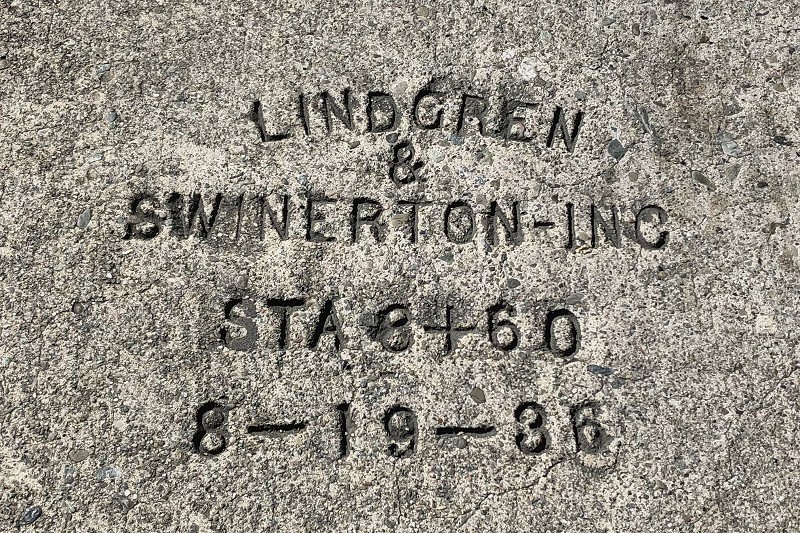 LINDGREN
&
SWINERTON-INC
STA 8+60
8-19-36